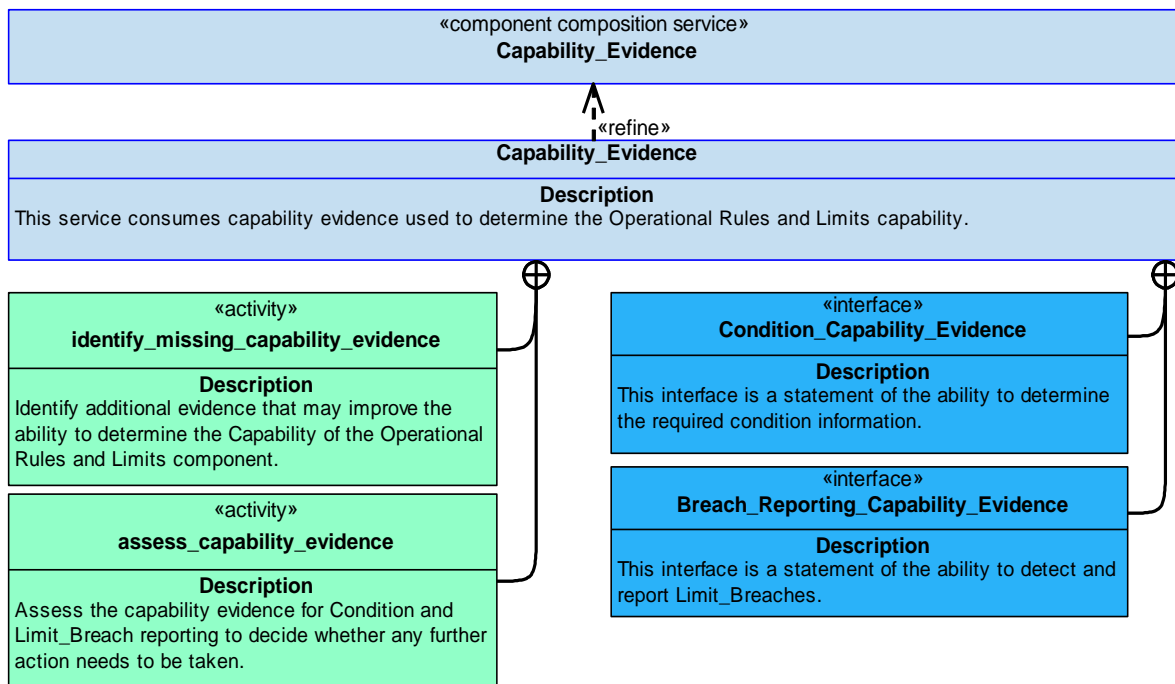 «component composition service»
Capability_Evidence
«refine»
Capability_Evidence
Description
This service consumes capability evidence used to determine the Operational Rules and Limits capability.
«activity»
identify_missing_capability_evidence
Description
Identify additional evidence that may improve the
ability to determine the Capability of the Operational
Rules and Limits component.
«activity»
assess_capability_evidence
Description
Assess the capability evidence for Condition and
Limit_Breach reporting to decide whether any further
action needs to be taken.
«interface»
Condition_Capability_Evidence
Description
This interface is a statement of the ability to determine
the required condition information.
«interface»
Breach_Reporting_Capability_Evidence
Description
This interface is a statement of the ability to detect and
report Limit_Breaches.